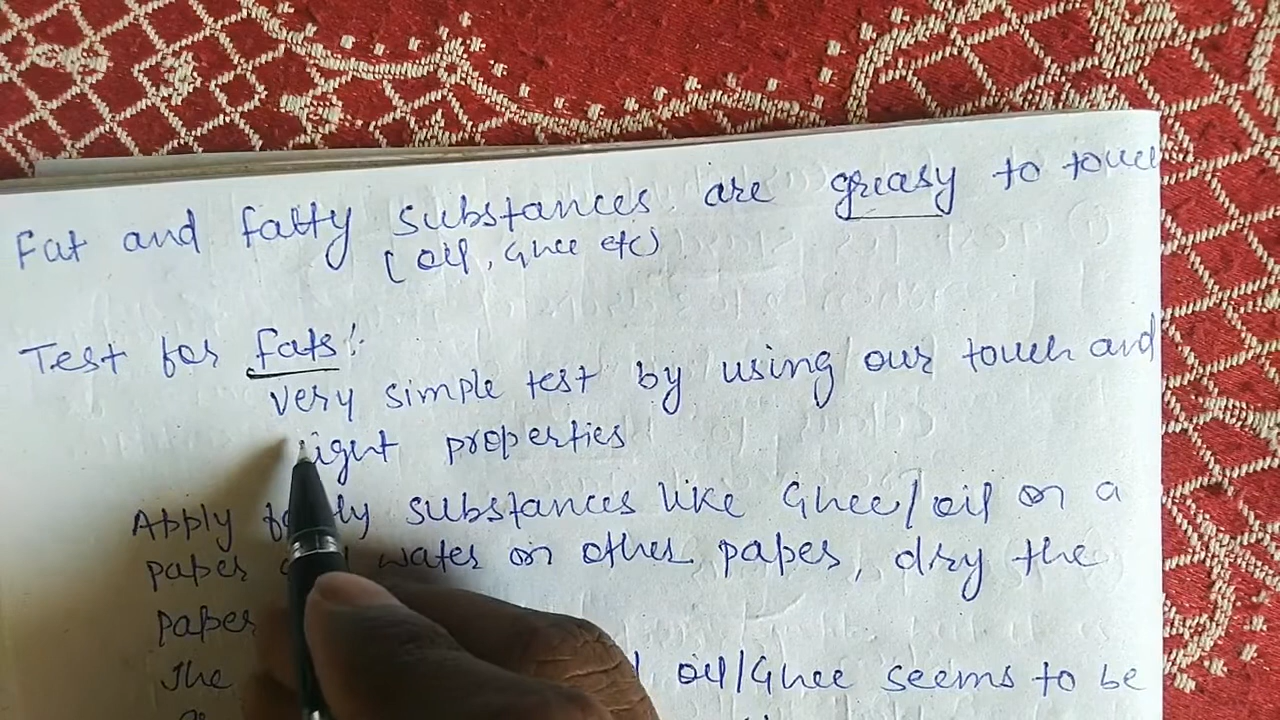 Fat and fatty substances are greasy to touch
(oil, Ghee etc)
Test for fats:
very simple test by using our touch and
sight properties
Apply fatty substances like Ghee/oil on a
paper water on other paper, dry the
paper
The oil/Ghee seems to be